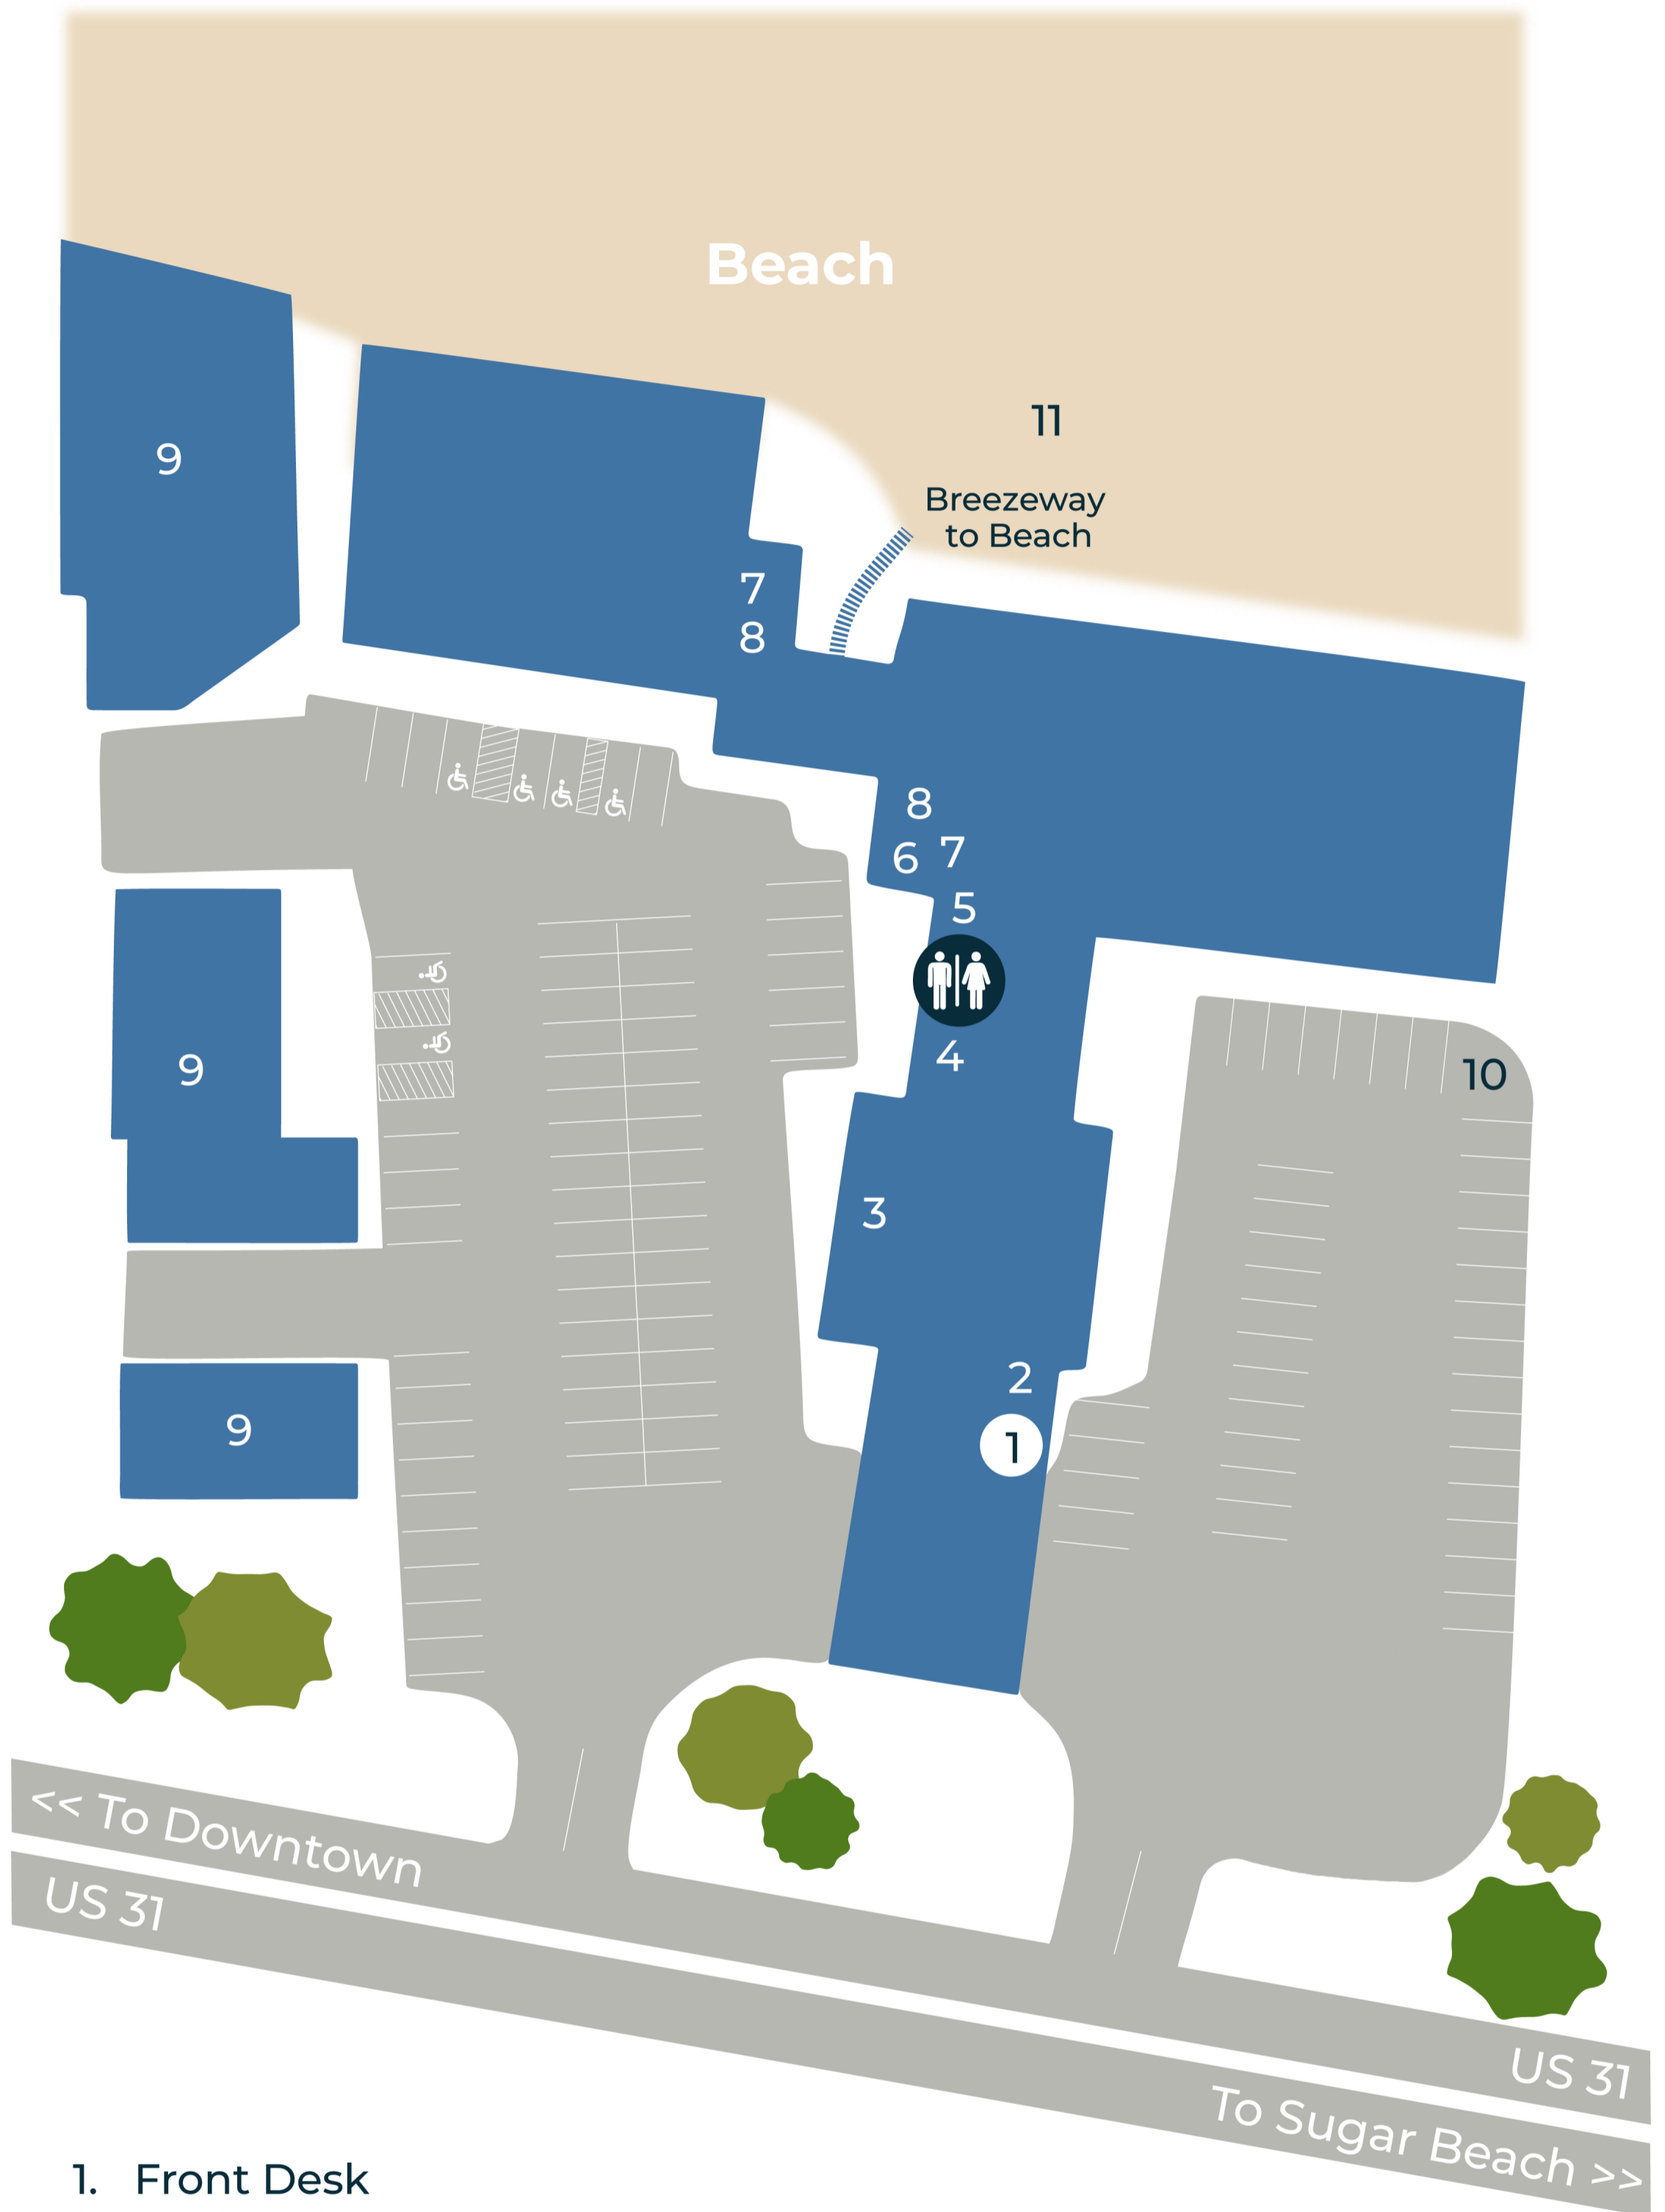 Beach
11
9
Breezeway
to Beach
7
8
8
6 7
5
4
9
10
3
2
1
9
<< To Downtown
US 31
US 31
To Sugar Beach >>
1. Front Desk